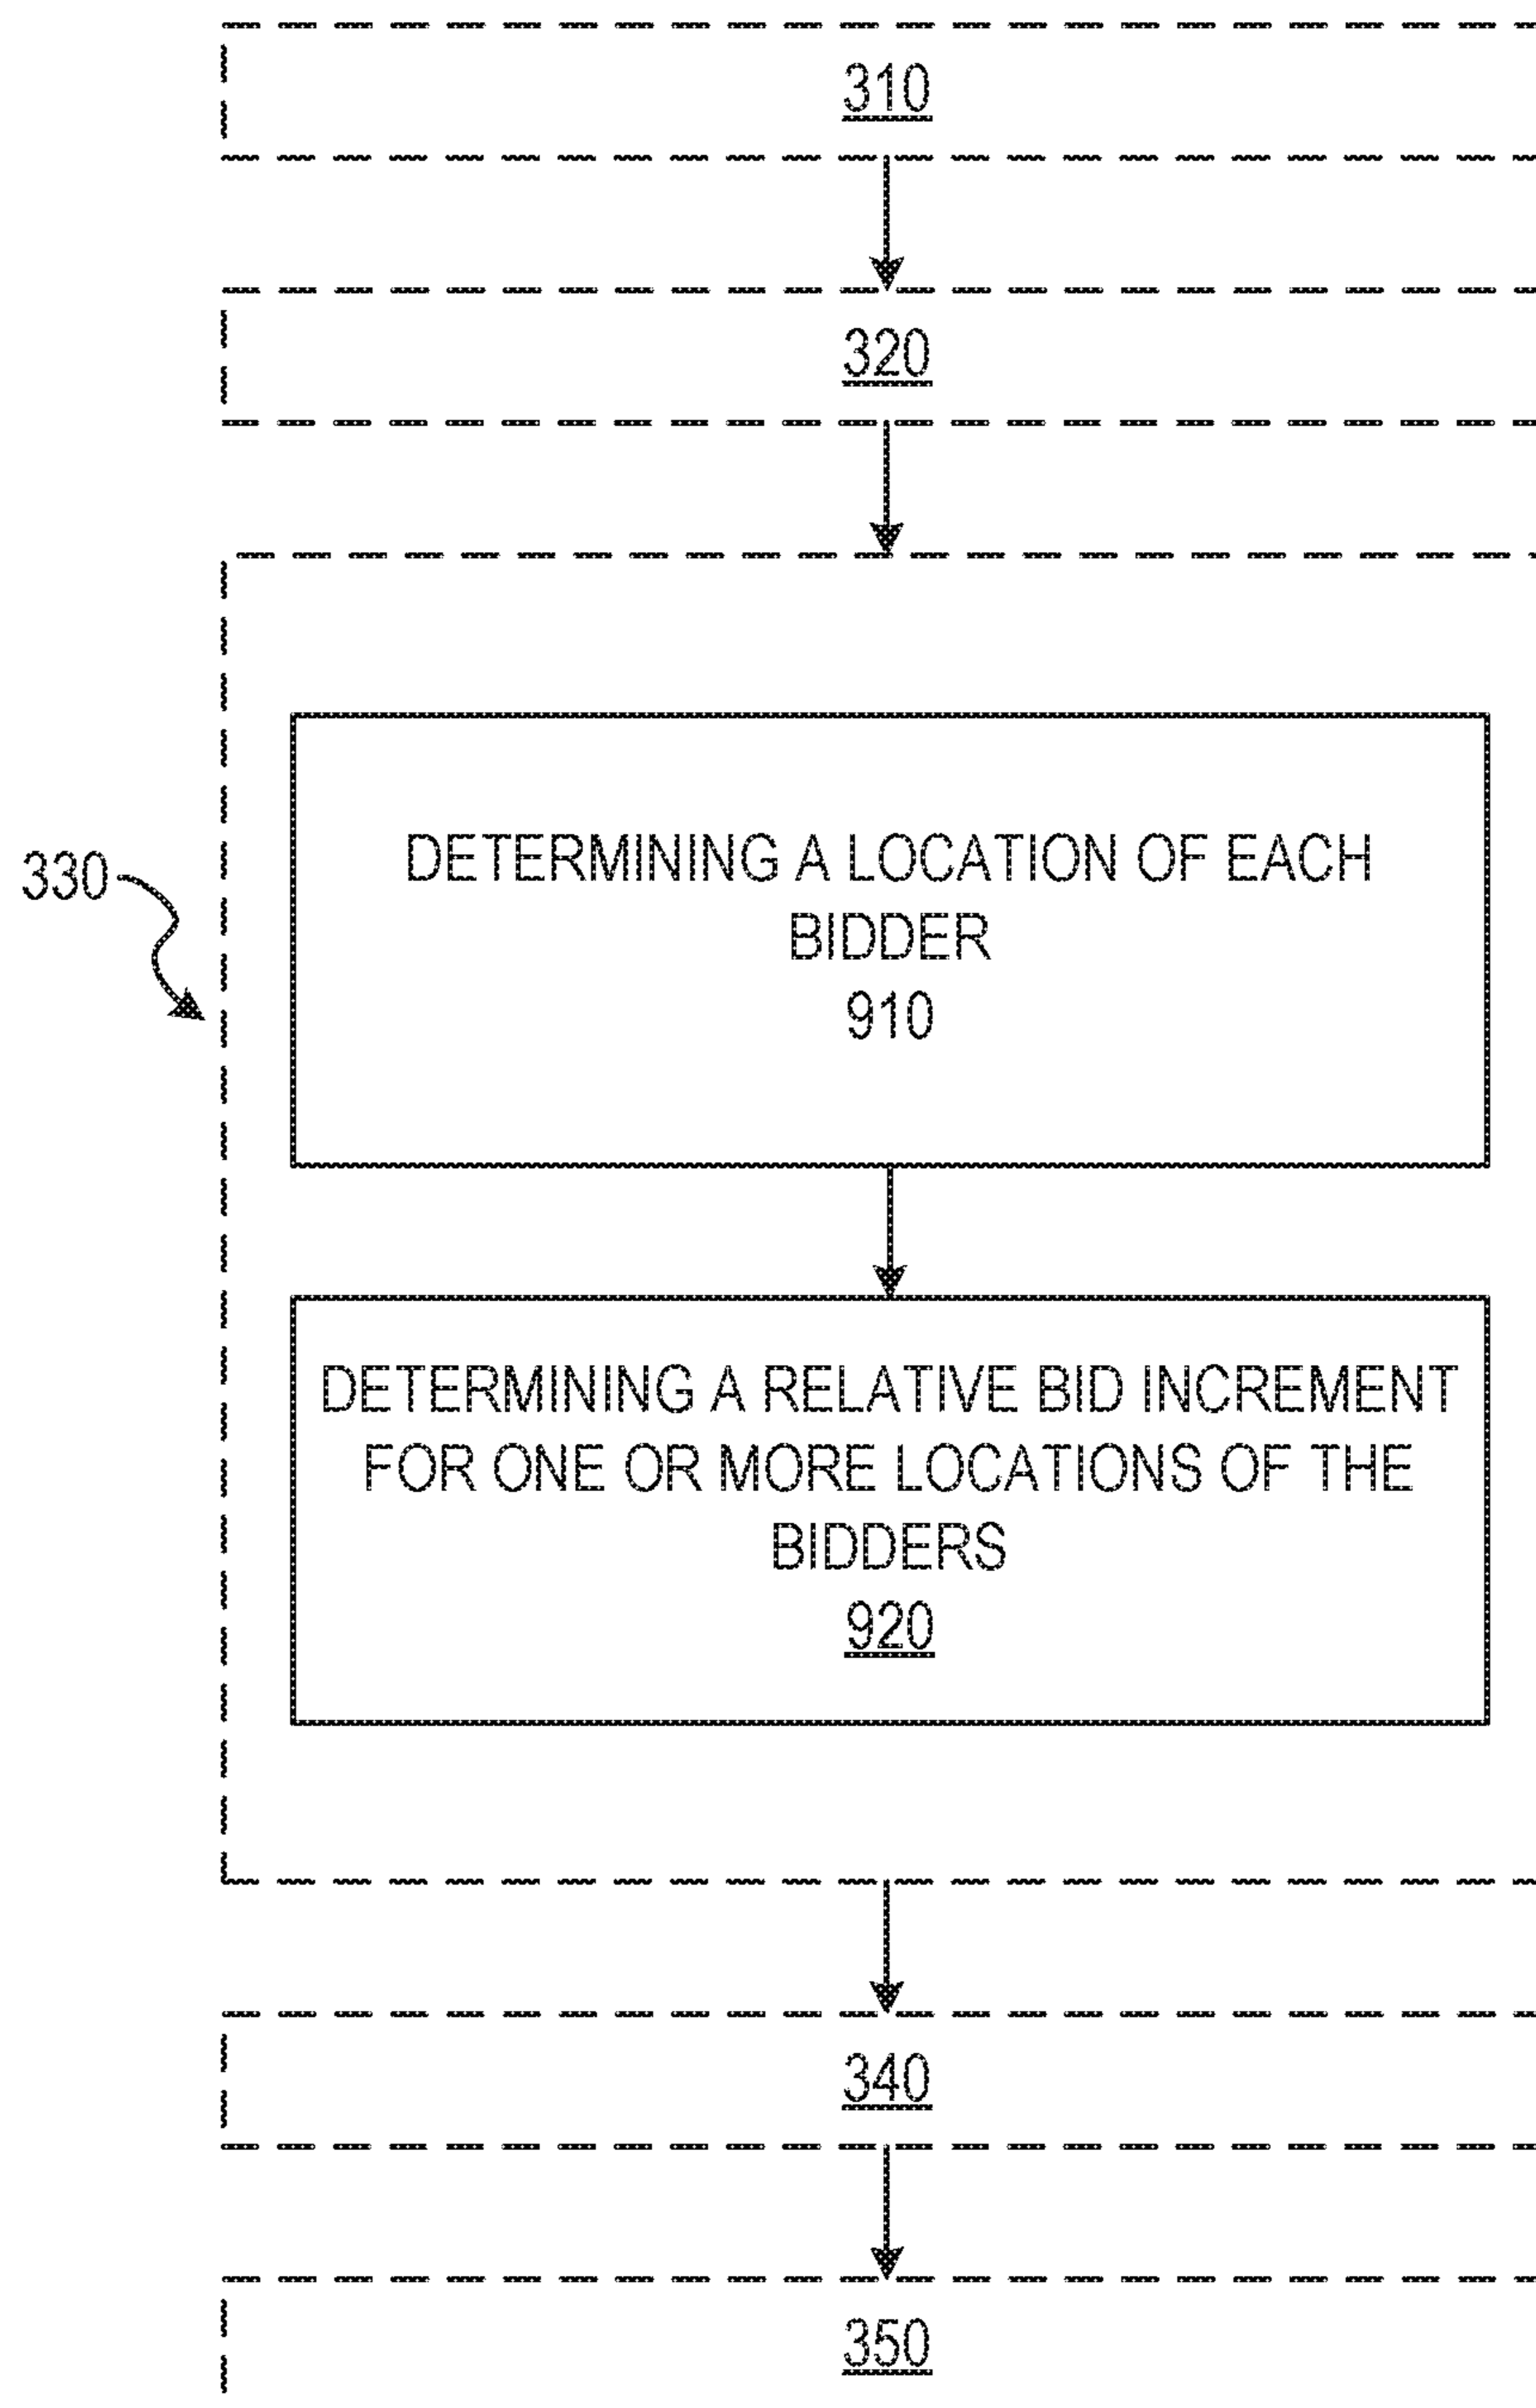 310
320
330
DETERMINING A LOCATION OF EACH
BIDDER
910
DETERMINING A RELATIVE BID INCREMENT
FOR ONE OR MORE LOCATIONS OF THE
BIDDERS
920
340
350